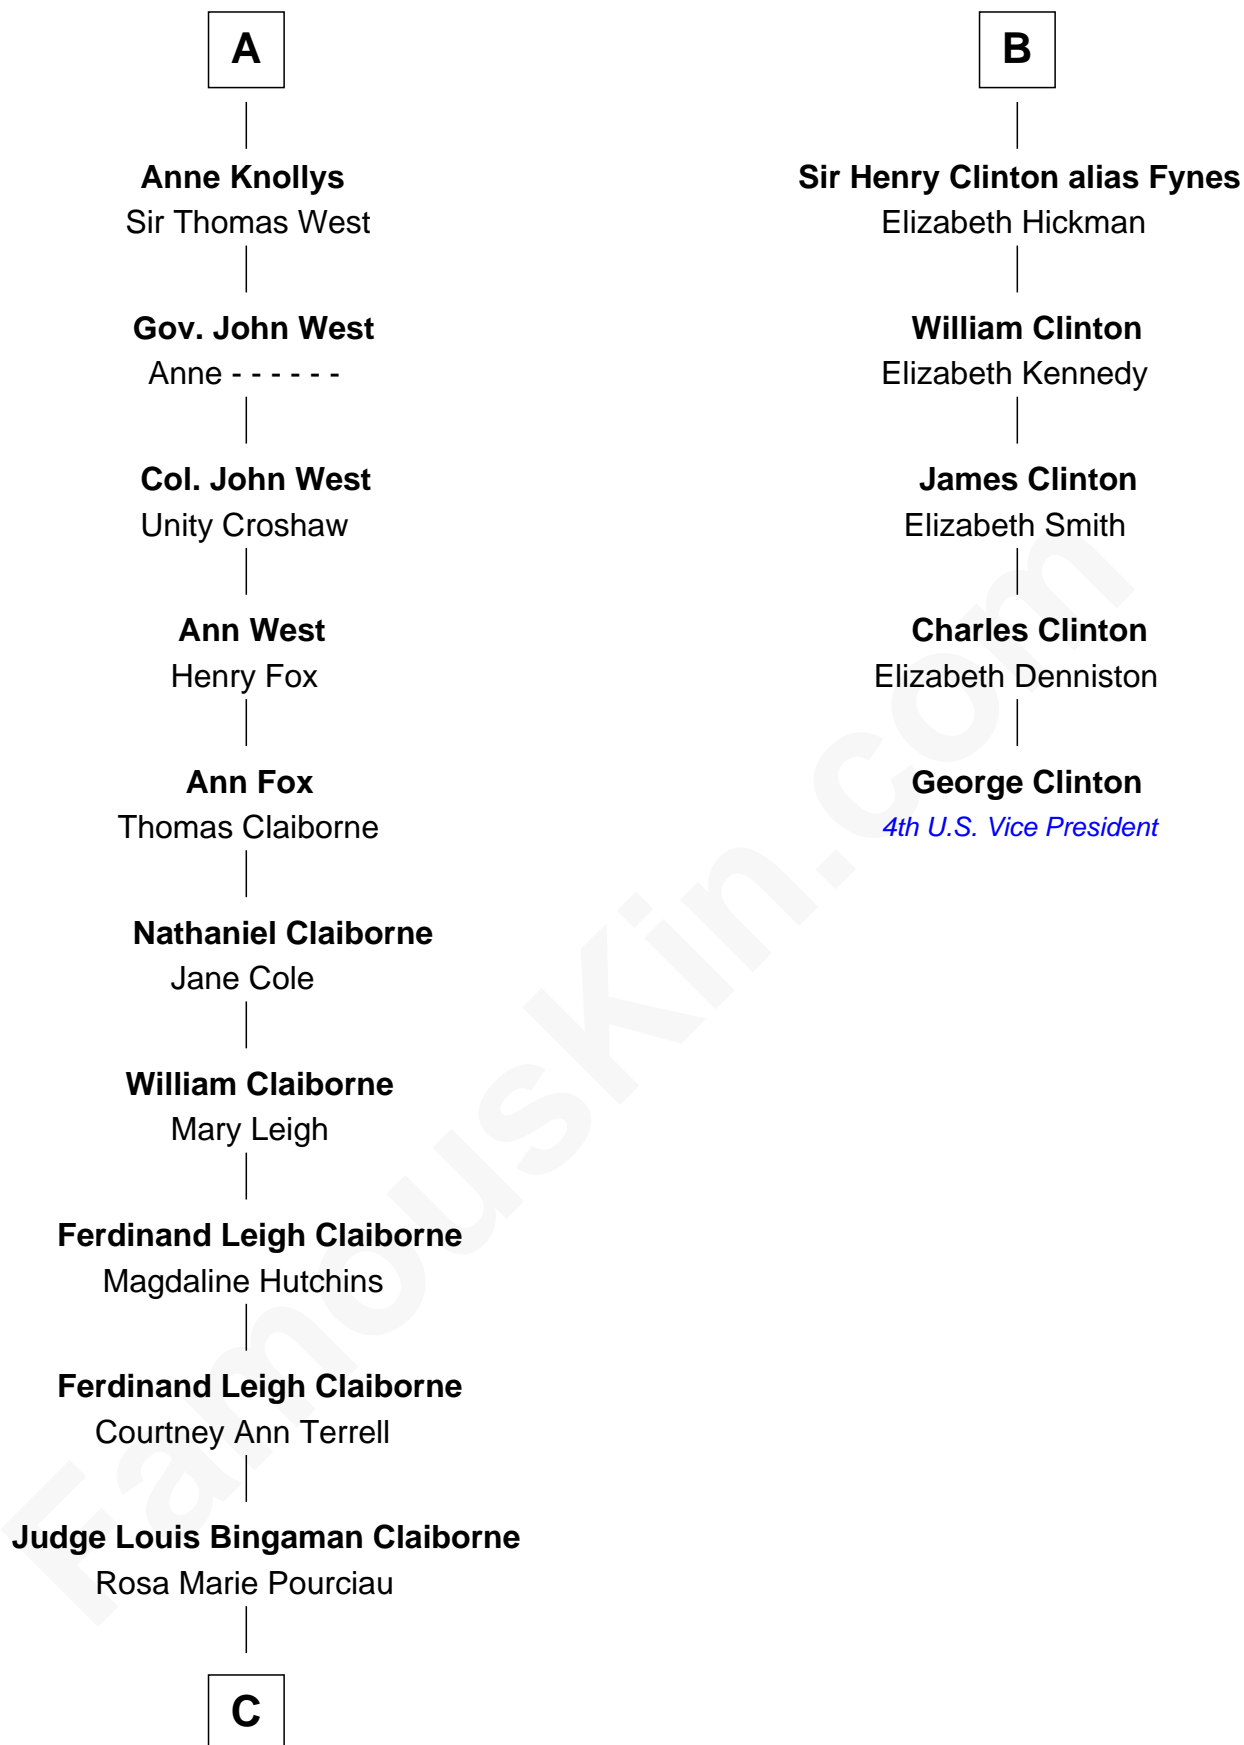 A
Anne Knollys
Sir Thomas West
Gov. John West
Anne - - - - - -
Col. John West
Unity Croshaw
Ann West
Henry Fox
Ann Fox
Thomas Claiborne
Nathaniel Claiborne
Jane Cole
William Claiborne
Mary Leigh
Ferdinand Leigh Claiborne
Magdaline Hutchins
Ferdinand Leigh Claiborne
Courtney Ann Terrell
Judge Louis Bingaman Claiborne
Rosa Marie Pourciau
C
B
Sir Henry Clinton alias Fynes
Elizabeth Hickman
William Clinton
Elizabeth Kennedy
James Clinton
Elizabeth Smith
Charles Clinton
Elizabeth Denniston
George Clinton
4th U.S. Vice President
FamousKin.com